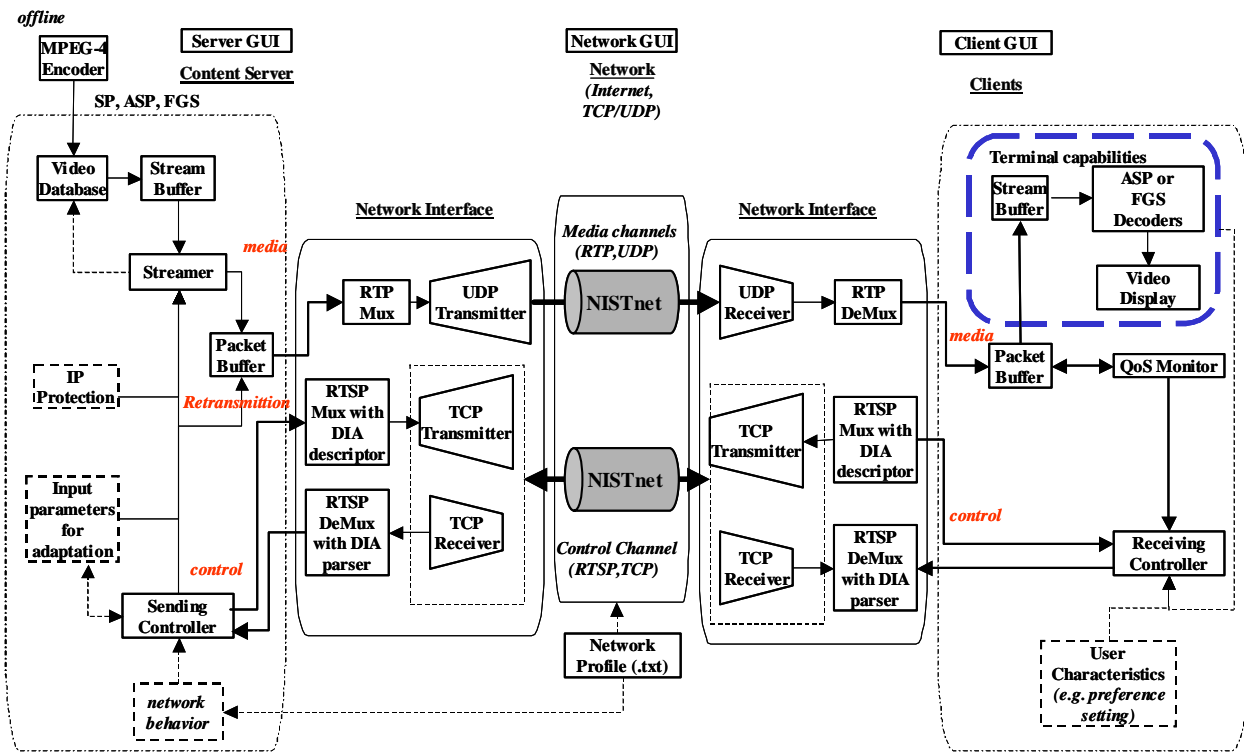 offline
MPEG-4
Encoder
Server GUI
Content Server
SP, ASP, FGS
Network GUI
Network
(Internet,
TCP/UDP)
Client GUI
Clients
Video
Database
Stream
Buffer
Streamer
media
Packet
Buffer
IP
Protection
Retransmittion
Input
parameters
for
adaptation
control
Sending
Controller
network
behavior
Network Interface
RTP
Mux
UDP
Transmitter
RTSP
Mux with
DIA
descriptor
TCP
Transmitter
RTSP
DeMux
with DIA
parser
TCP
Receiver
Media channels
(RTP,UDP)
NISTnet
NISTnet
Control Channel
(RTSP,TCP)
Network
Profile (.txt)
Network Interface
UDP
Receiver
RTP
DeMux
TCP
Transmitter
RTSP
Mux with
DIA
descriptor
TCP
Receiver
RTSP
DeMux
with DIA
parser
media
control
Terminal capabilities
Stream
Buffer
ASP or
FGS
Decoders
Video
Display
Packet
Buffer
QoS Monitor
Receiving
Controller
User
Characteristics
(e.g. preference
setting)